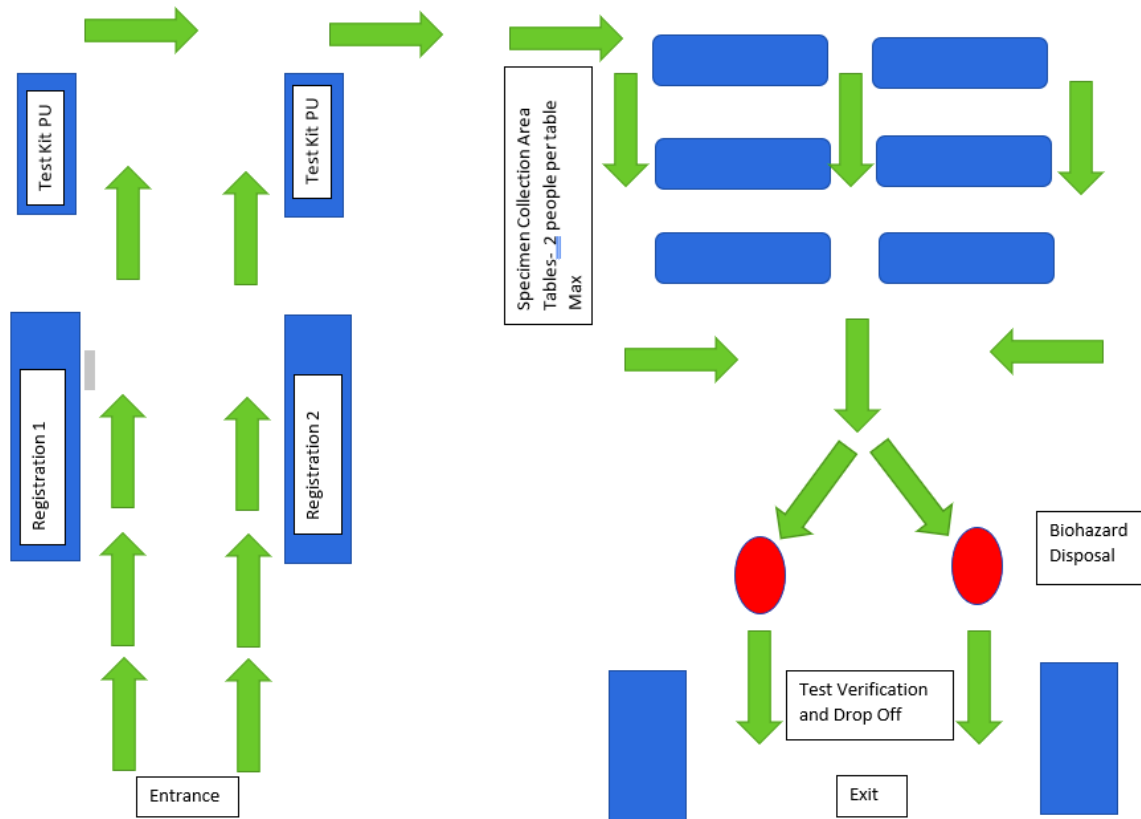 Test Kit PU
Test Kit PU
Specimen Collection Area
Tables- 2 people per table
Max
Registration 1
Registration 2
Biohazard
Disposal
Test Verification
and Drop Off
Entrance
Exit